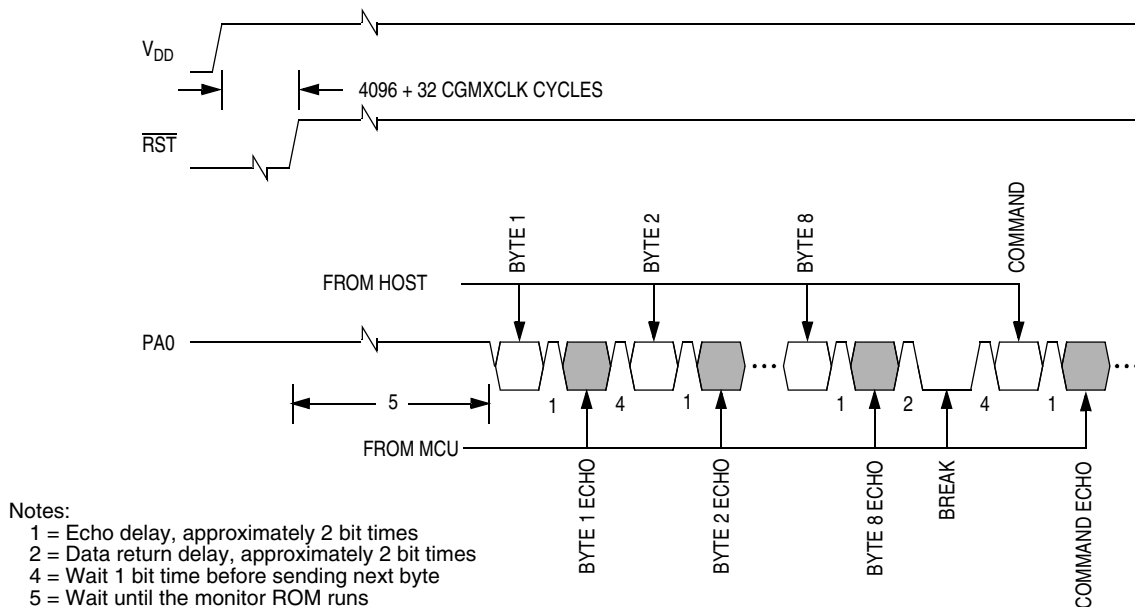 VDD
4096 + 32 CGMXCLK CYCLES
RST
BYTE 1
BYTE 2
BYTE 8
COMMAND
FROM HOST
PA0
5
1
4
1
1
2
4
1
FROM MCU
BYTE 1 ECHO
BYTE 2 ECHO
BYTE 8 ECHO
BREAK
COMMAND ECHO
Notes:
1 = Echo delay, approximately 2 bit times
2 = Data return delay, approximately 2 bit times
4 = Wait 1 bit time before sending next byte
5 = Wait until the monitor ROM runs